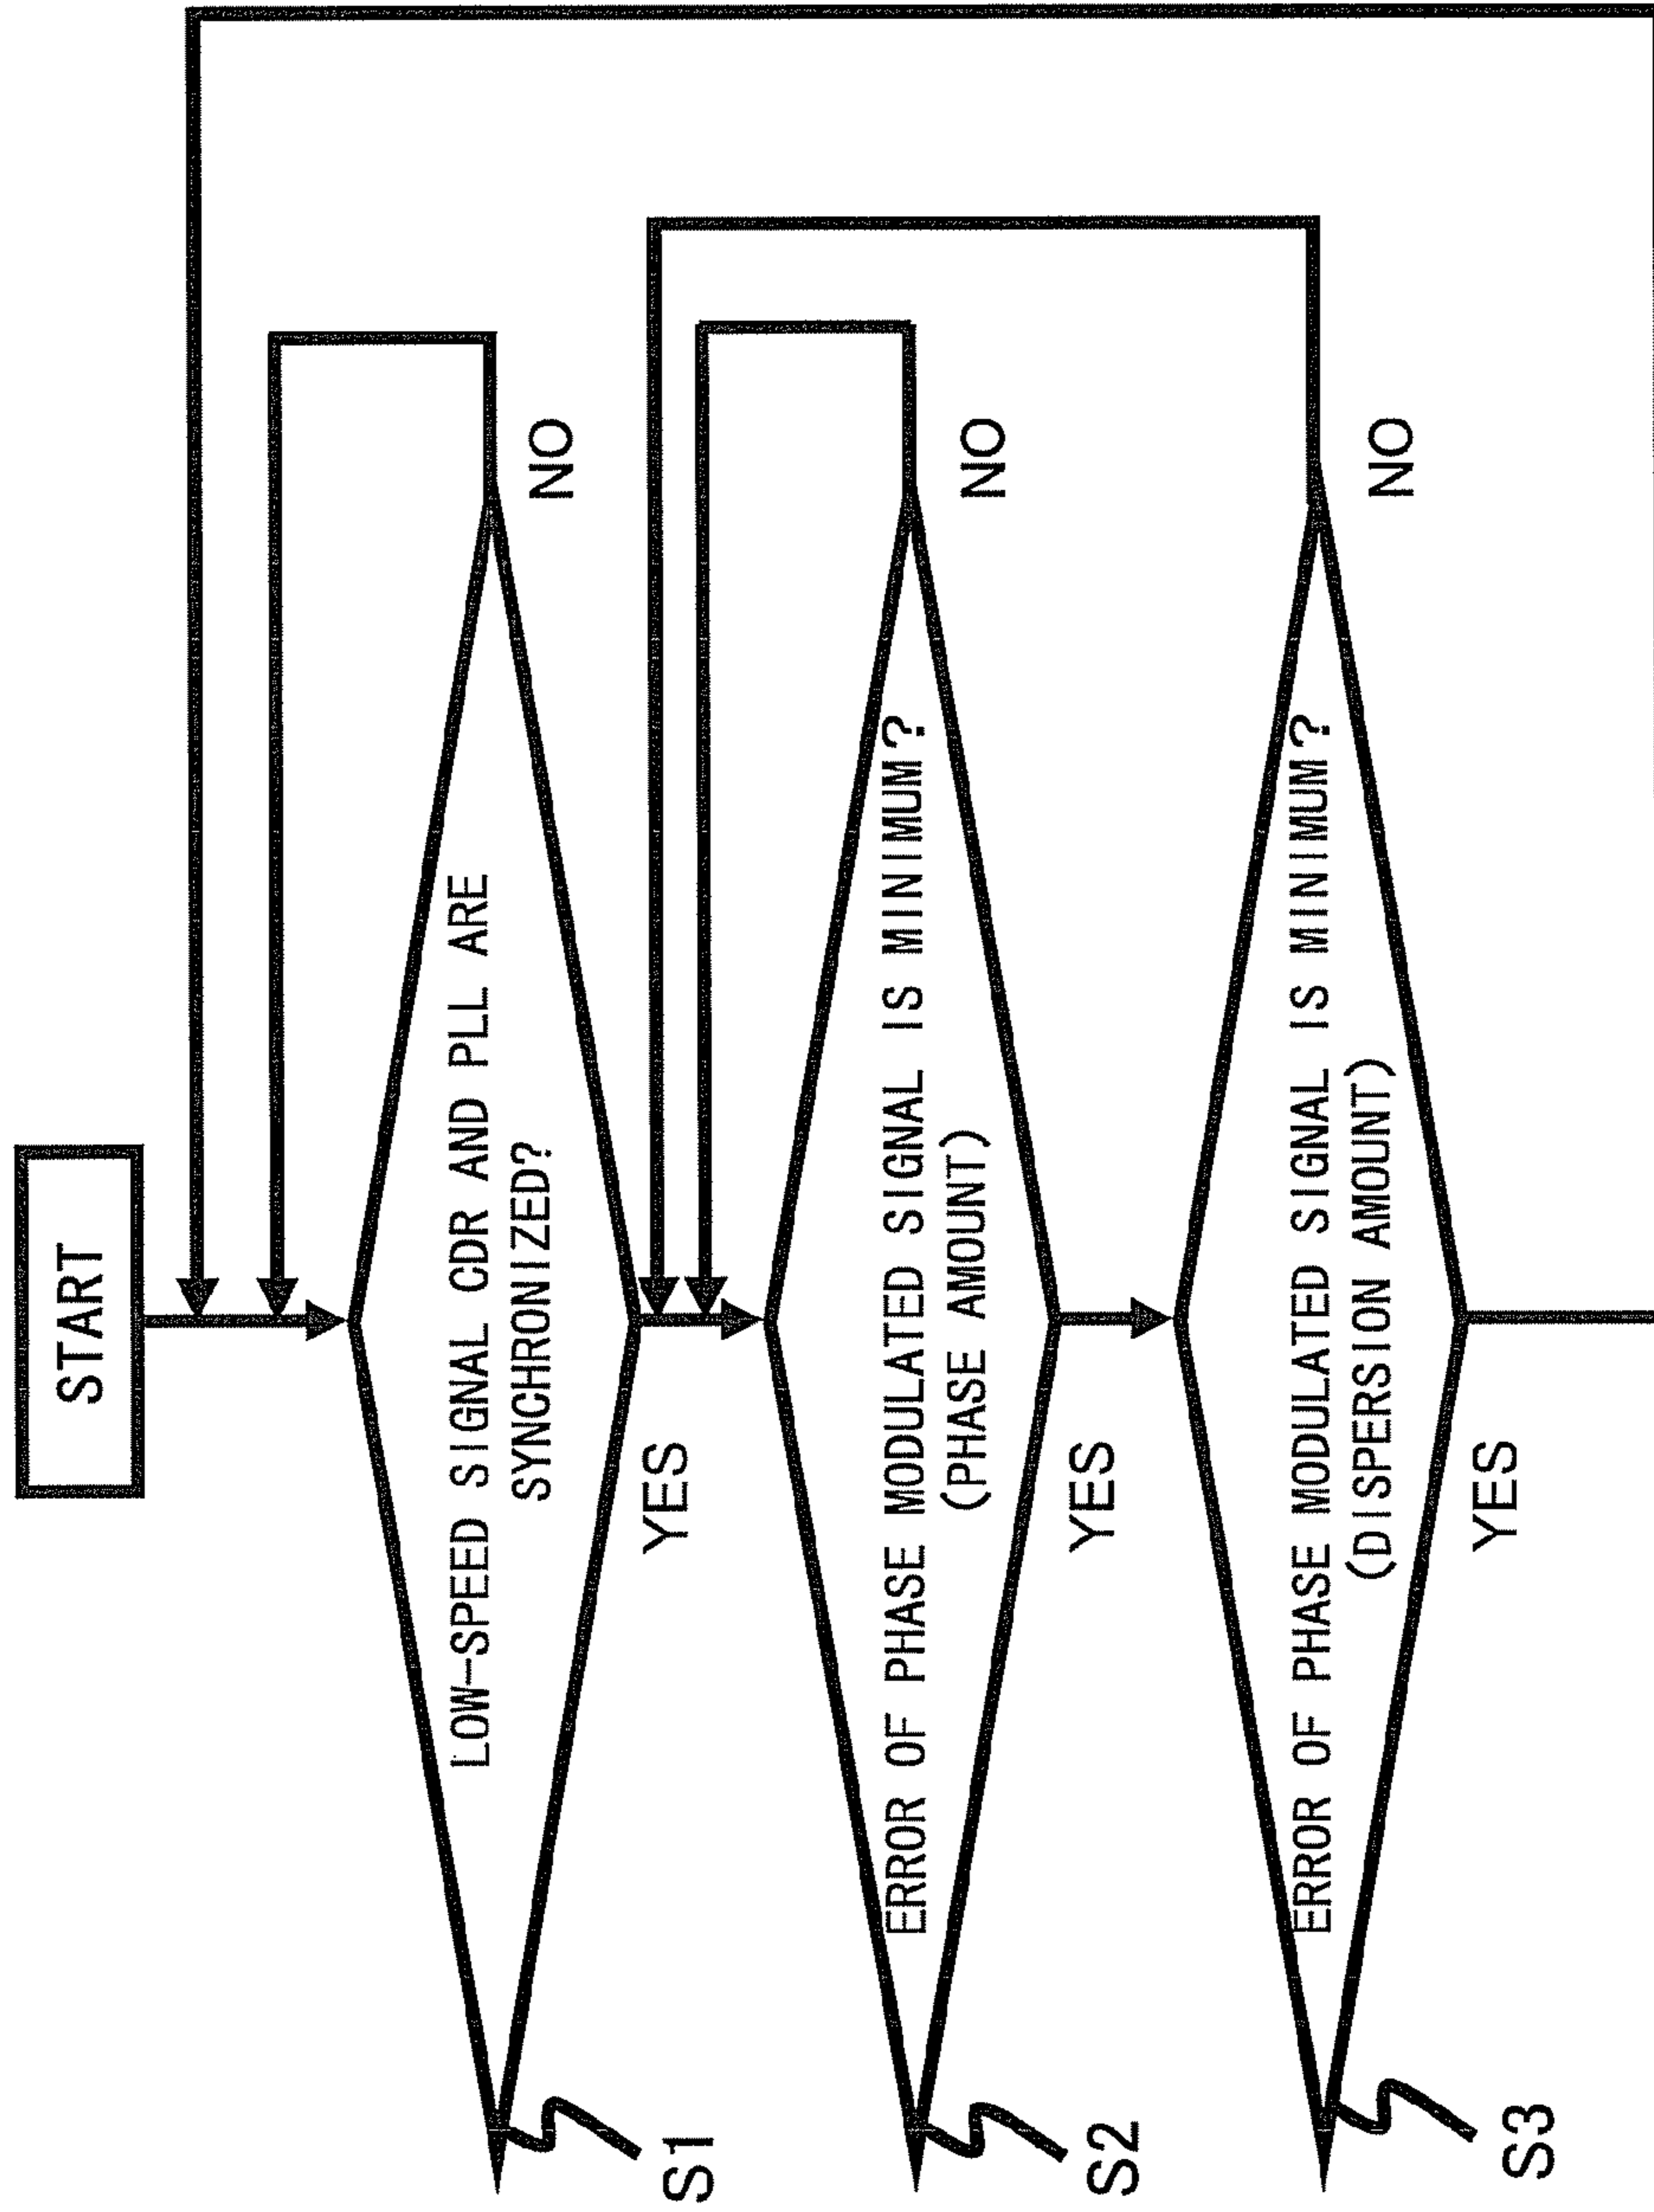 START
LOW-SPEED SIGNAL CDR AND PLL ARE
SYNCHRONIZED?
NO
YES
S1
ERROR OF PHASE MODULATED SIGNAL IS MINIMUM?
(PHASE AMOUNT)
NO
YES
S2
ERROR OF PHASE MODULATED SIGNAL IS MINIMUM?
(DISPERSION AMOUNT)
NO
YES
S3